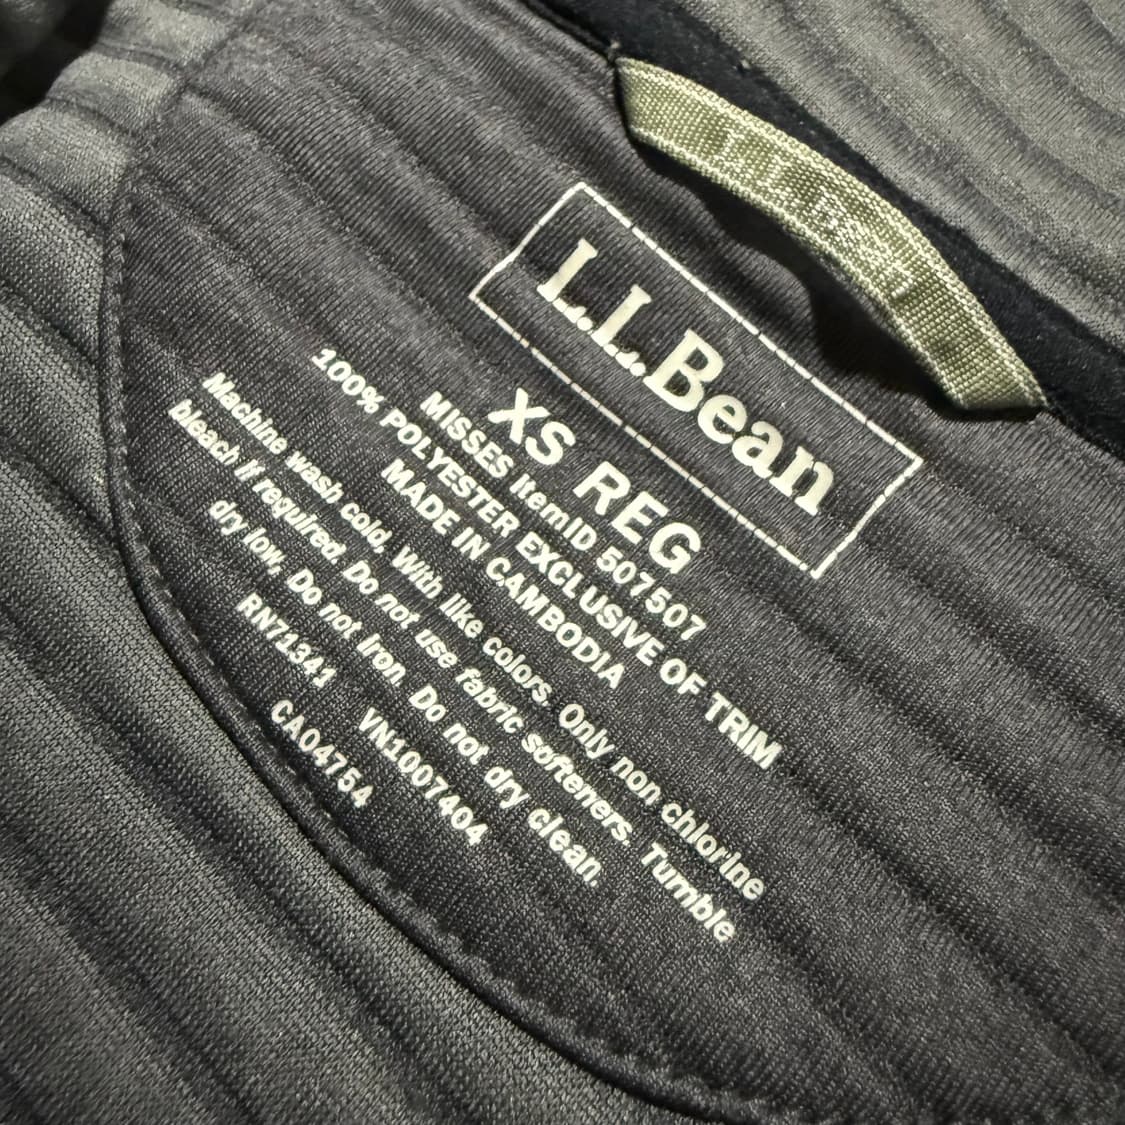 L.L.Bean
L.L.Bean
XS REG
MISSES ItemID 507507
100% POLYESTER EXCLUSIVE OF TRIM
MADE IN CAMBODIA
Machine wash cold, With like colors. Only non chlorine
bleach if required. Do not use fabric softeners. Tumble
dry low, Do not Iron. Do not dry clean.
RN71341 VN1007404
CA04754